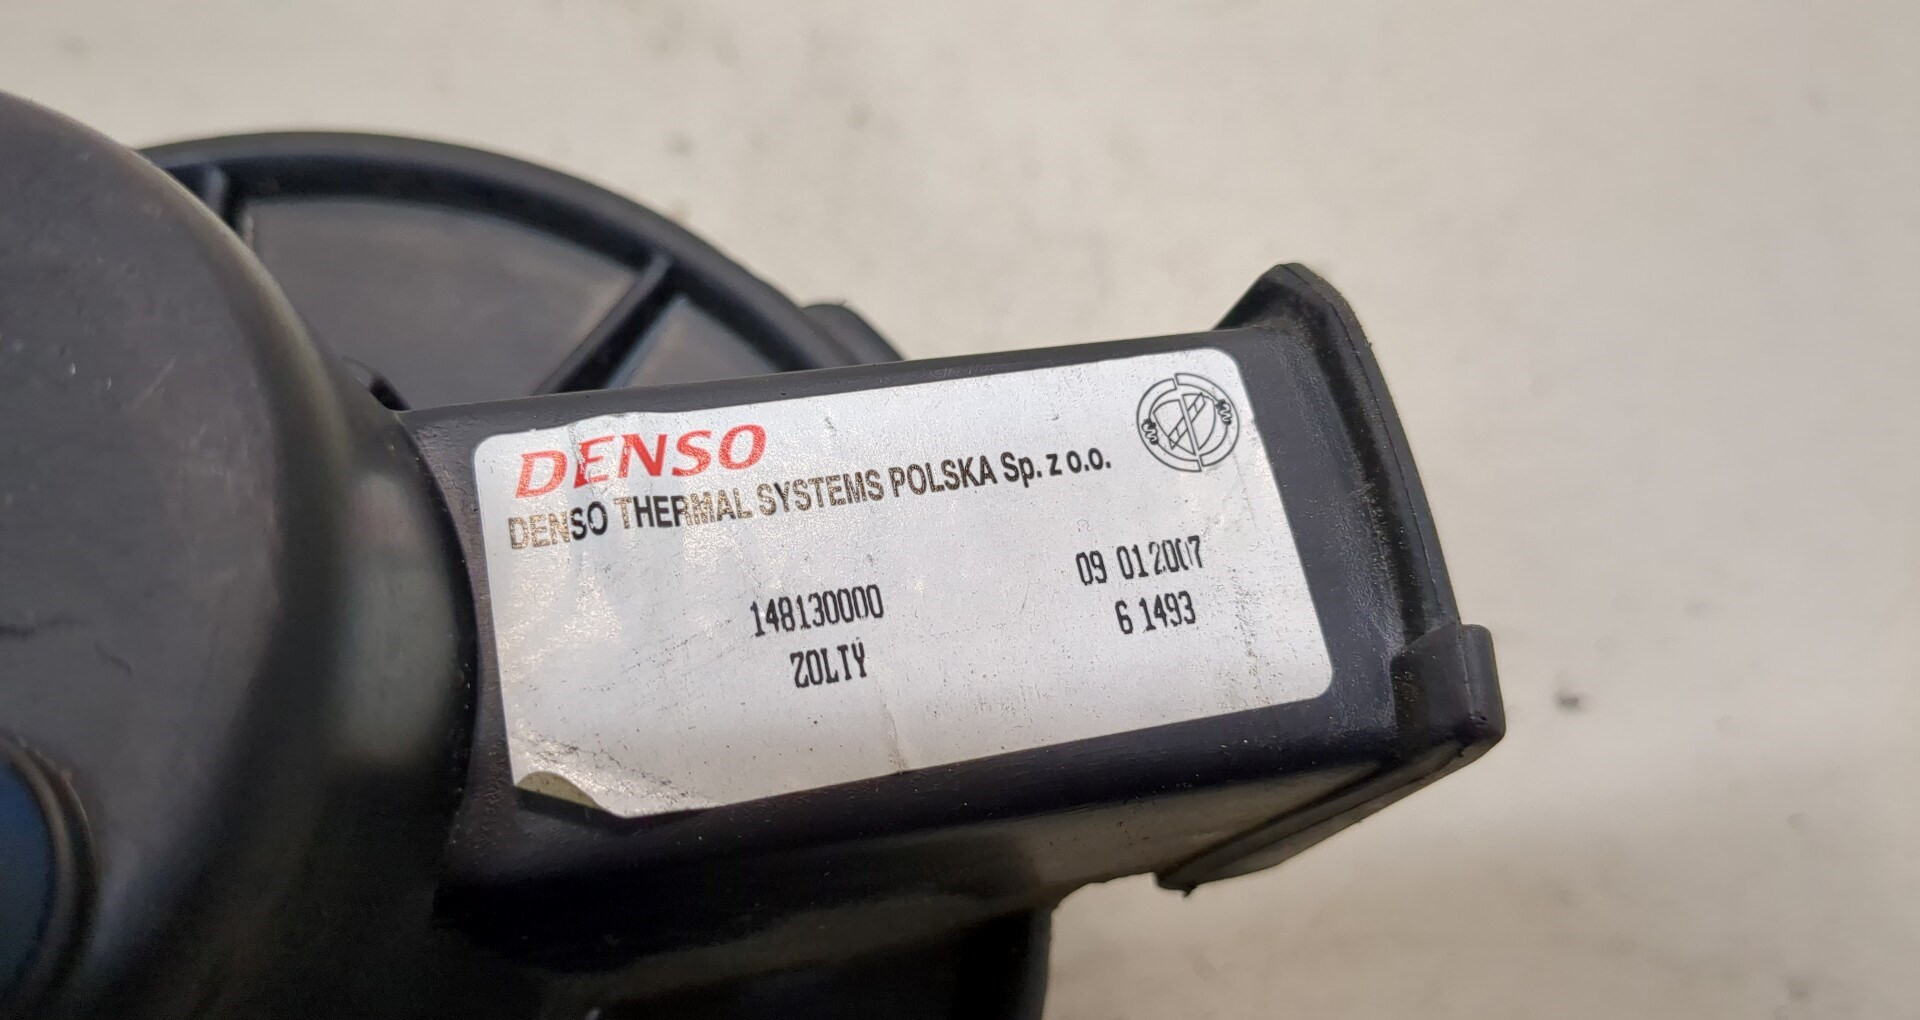 DENSO
DENSO THERMAL SYSTEMS POLSKA Sp. z o.o.
09 01 2007
148130000
6 1493
ZOLTY